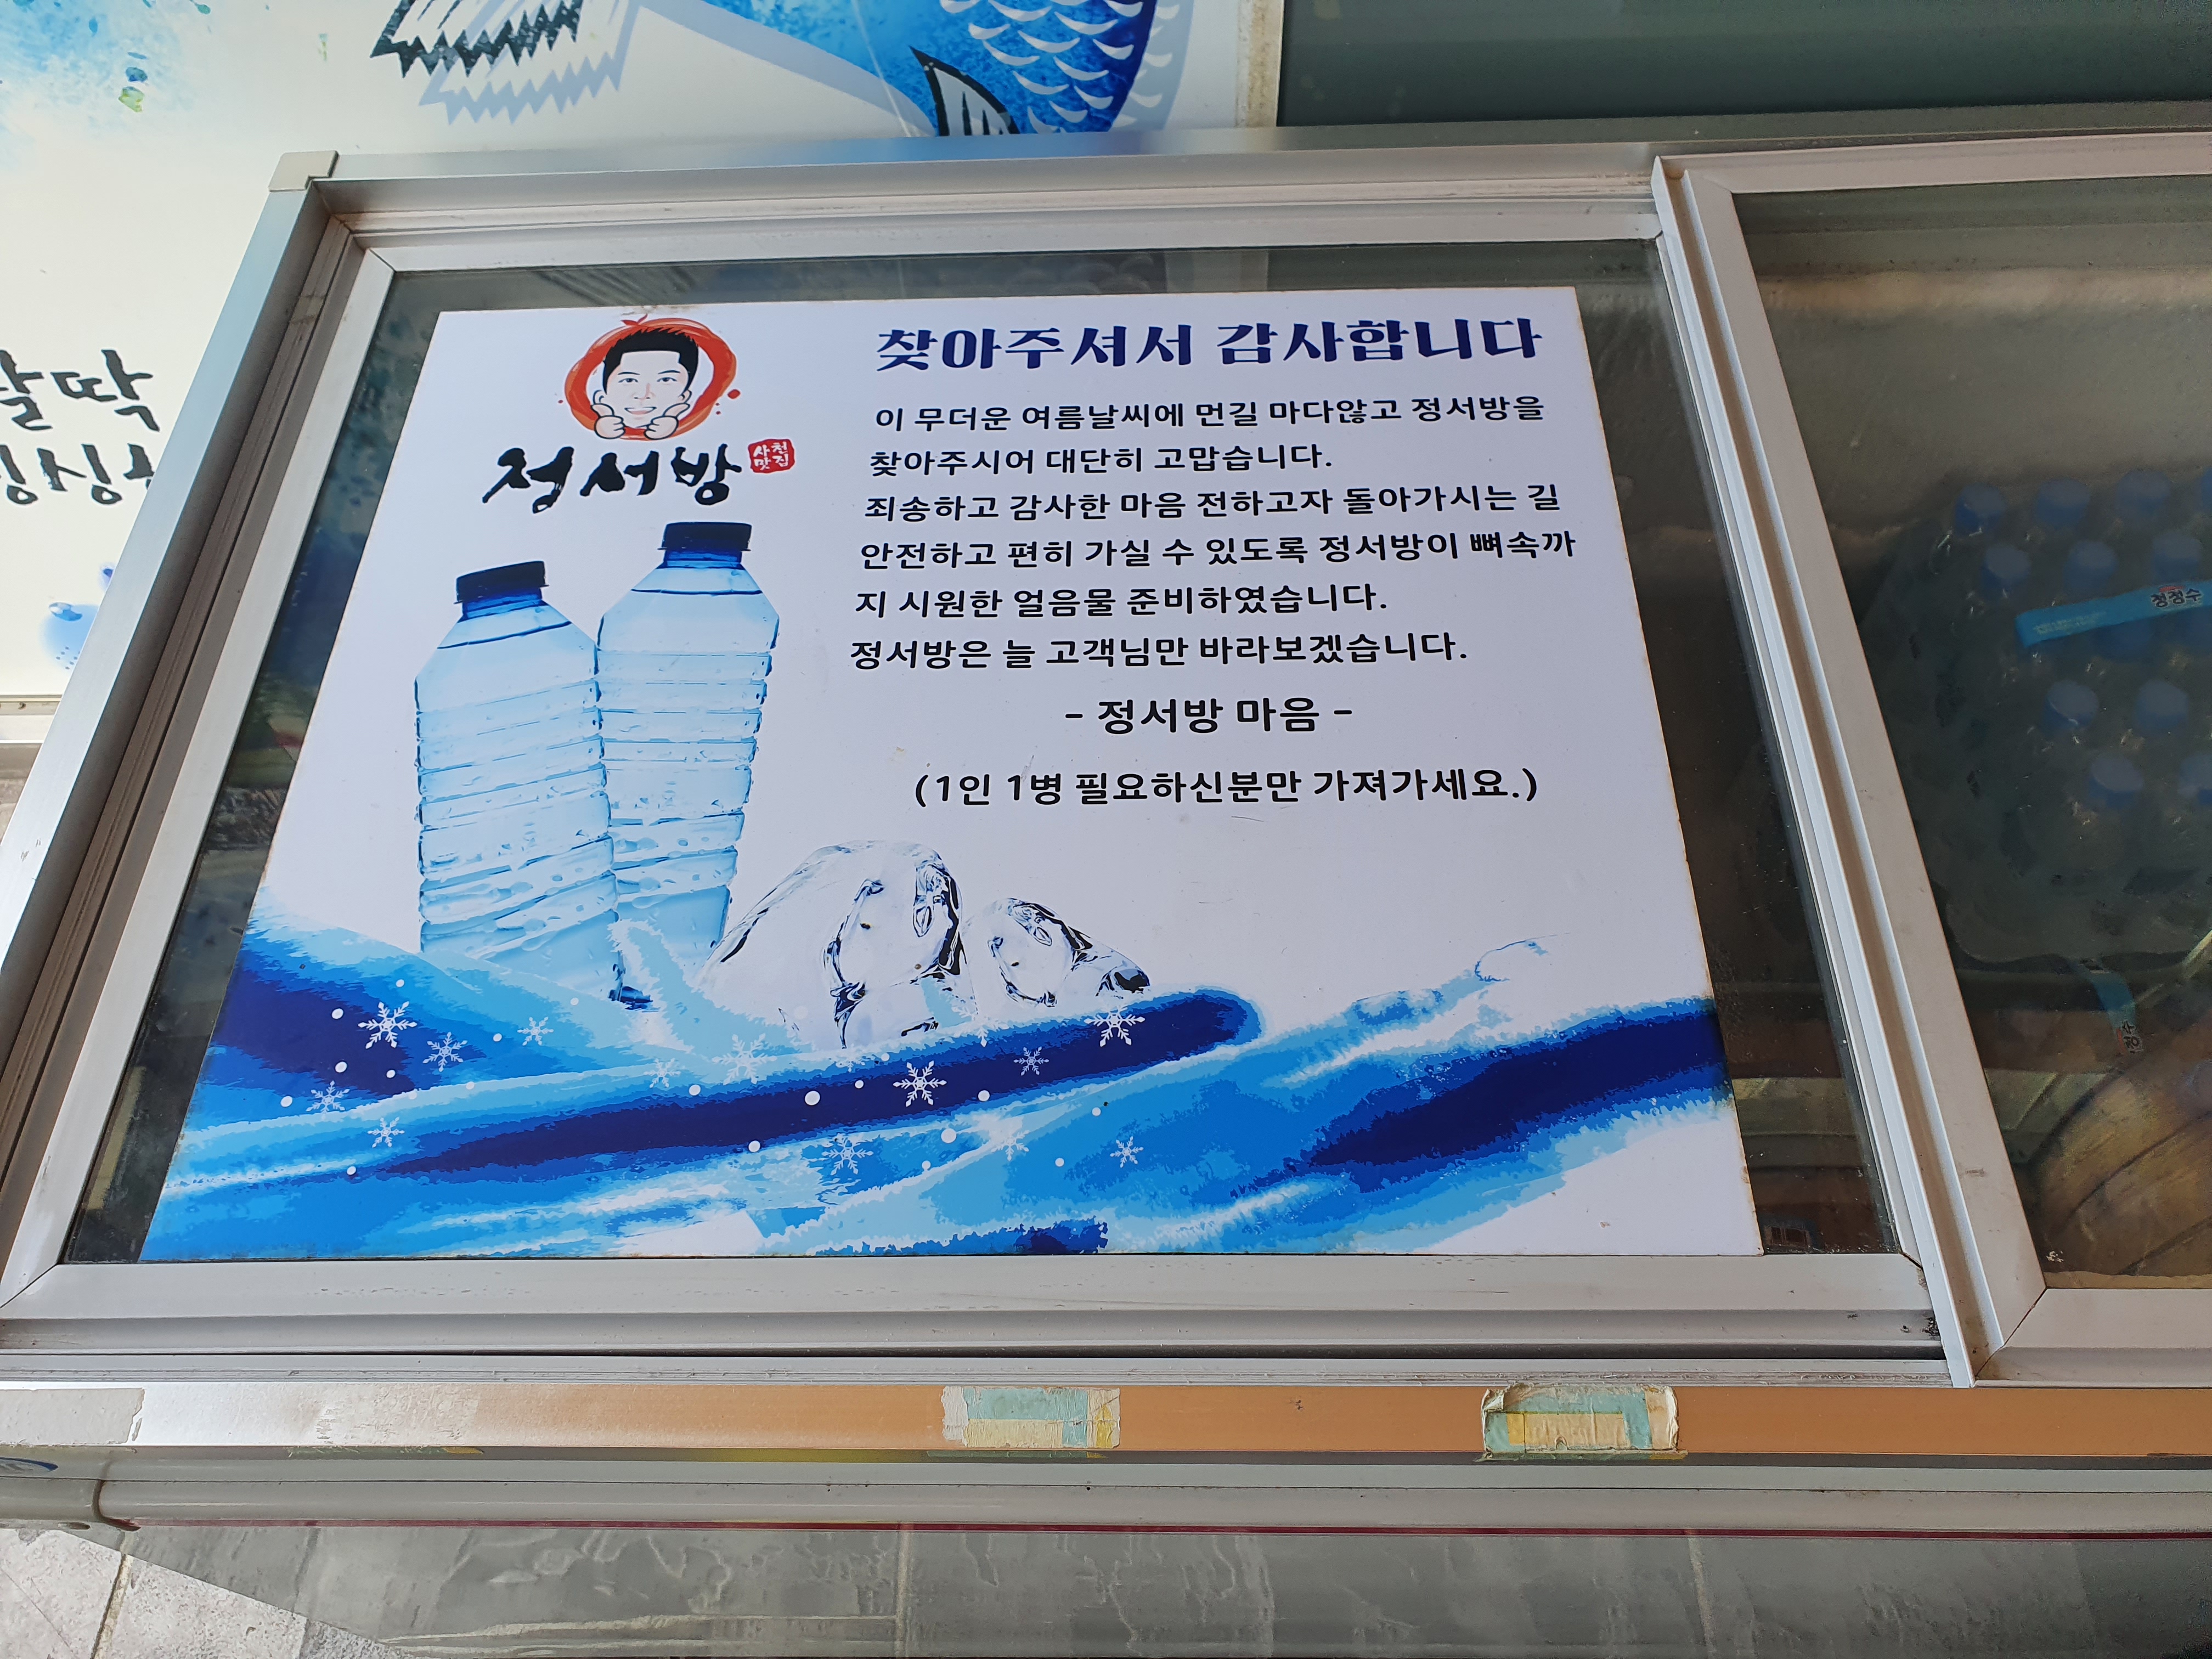 찾아주셔서 감사합니다
이 무더운 여름날씨에 먼길 마다않고 정서방을
찾아주시어 대단히 고맙습니다.
죄송하고 감사한 마음 전하고자 돌아가시는 길
안전하고 편히 가실 수 있도록 정서방이 뼈속까
지 시원한 얼음물 준비하였습니다.
정서방은 늘 고객님만 바라보겠습니다.
- 정서방 마음 -
(1인 1병 필요하신분만 가져가세요.)
정서방
사천
맛집
딱